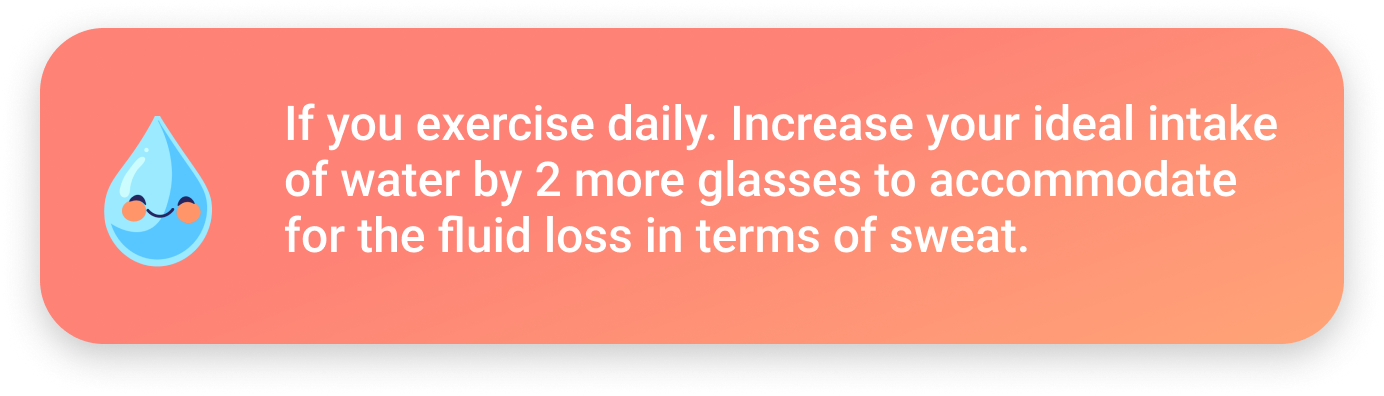 If you exercise daily. Increase your ideal intake
of water by 2 more glasses to accommodate
for the fluid loss in terms of sweat.